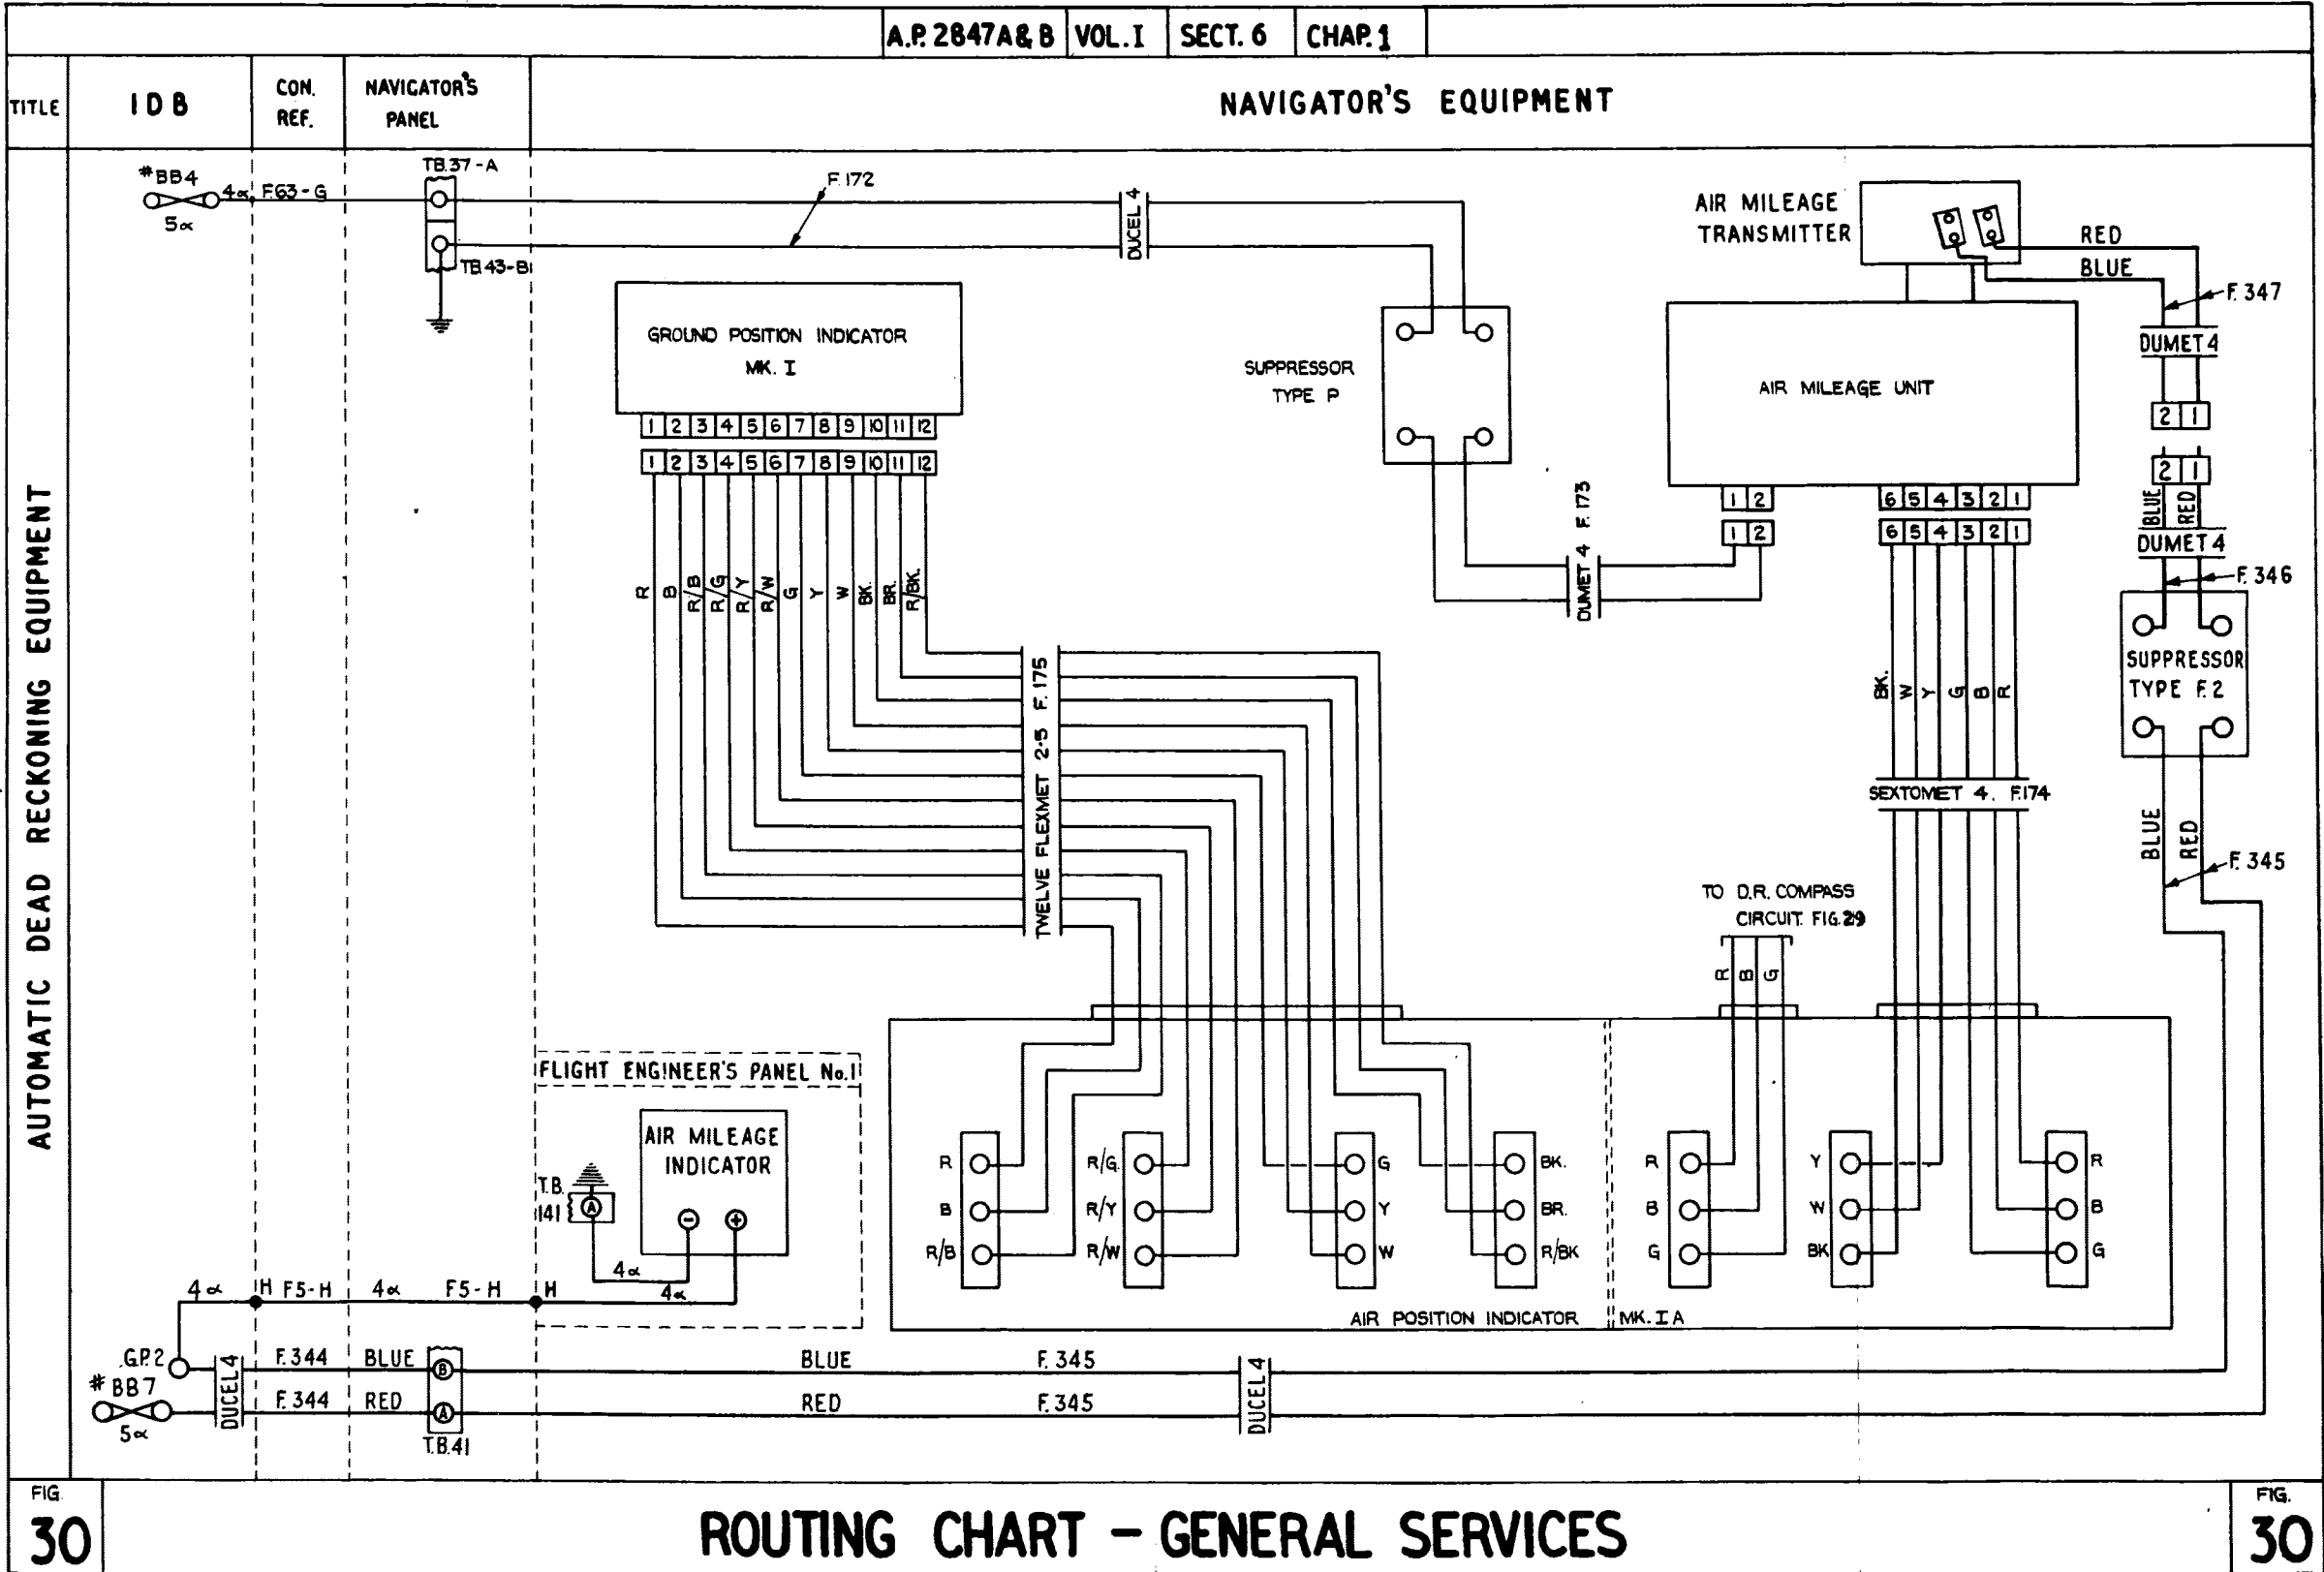 A.P. 2847A & B VOL. I SECT. 6 CHAP. 1
TITLE
IDB
CON. REF.
NAVIGATOR'S PANEL
NAVIGATOR'S EQUIPMENT
AUTOMATIC DEAD RECKONING EQUIPMENT
#BB4
5α
4α
F.63-G
TB.37-A
TB43-B
F.172
DUCEL 4
GROUND POSITION INDICATOR
MK. I
1 2 3 4 5 6 7 8 9 10 11 12
1 2 3 4 5 6 7 8 9 10 11 12
R B R/B R/G R/Y R/W G Y W BK. BR. R/BK.
TWELVE FLEXMET 2·5 F.175
SUPPRESSOR
TYPE P
DUMET 4 F.173
AIR MILEAGE
TRANSMITTER
RED
BLUE
F.347
DUMET 4
2 1
2 1
BLUE RED
DUMET 4
F.346
SUPPRESSOR
TYPE F.2
BLUE RED
F.345
AIR MILEAGE UNIT
1 2
1 2
6 5 4 3 2 1
6 5 4 3 2 1
BK. W Y G B R
SEXTOMET 4. F.174
TO D.R. COMPASS
CIRCUIT. FIG.29
R B G
FLIGHT ENGINEER'S PANEL No.1
AIR MILEAGE
INDICATOR
T.B.
141
A
- +
4α
4α
R
B
R/B
R/G.
R/Y
R/W
G
Y
W
BK.
BR.
R/BK
R
B
G
Y
W
BK
R
B
G
AIR POSITION INDICATOR MK. I A
4α H F5-H 4α F5-H H
G.P.2
#BB7
5α
DUCEL 4
F.344 BLUE B BLUE F.345
F.344 RED A RED F.345
T.B.41
DUCEL 4
FIG.
30
ROUTING CHART – GENERAL SERVICES
FIG.
30